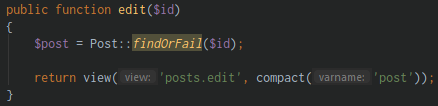 public function edit($id)
{
$post = Post::findOrFail($id);
return view( view: 'posts.edit', compact( varname: 'post'));
}